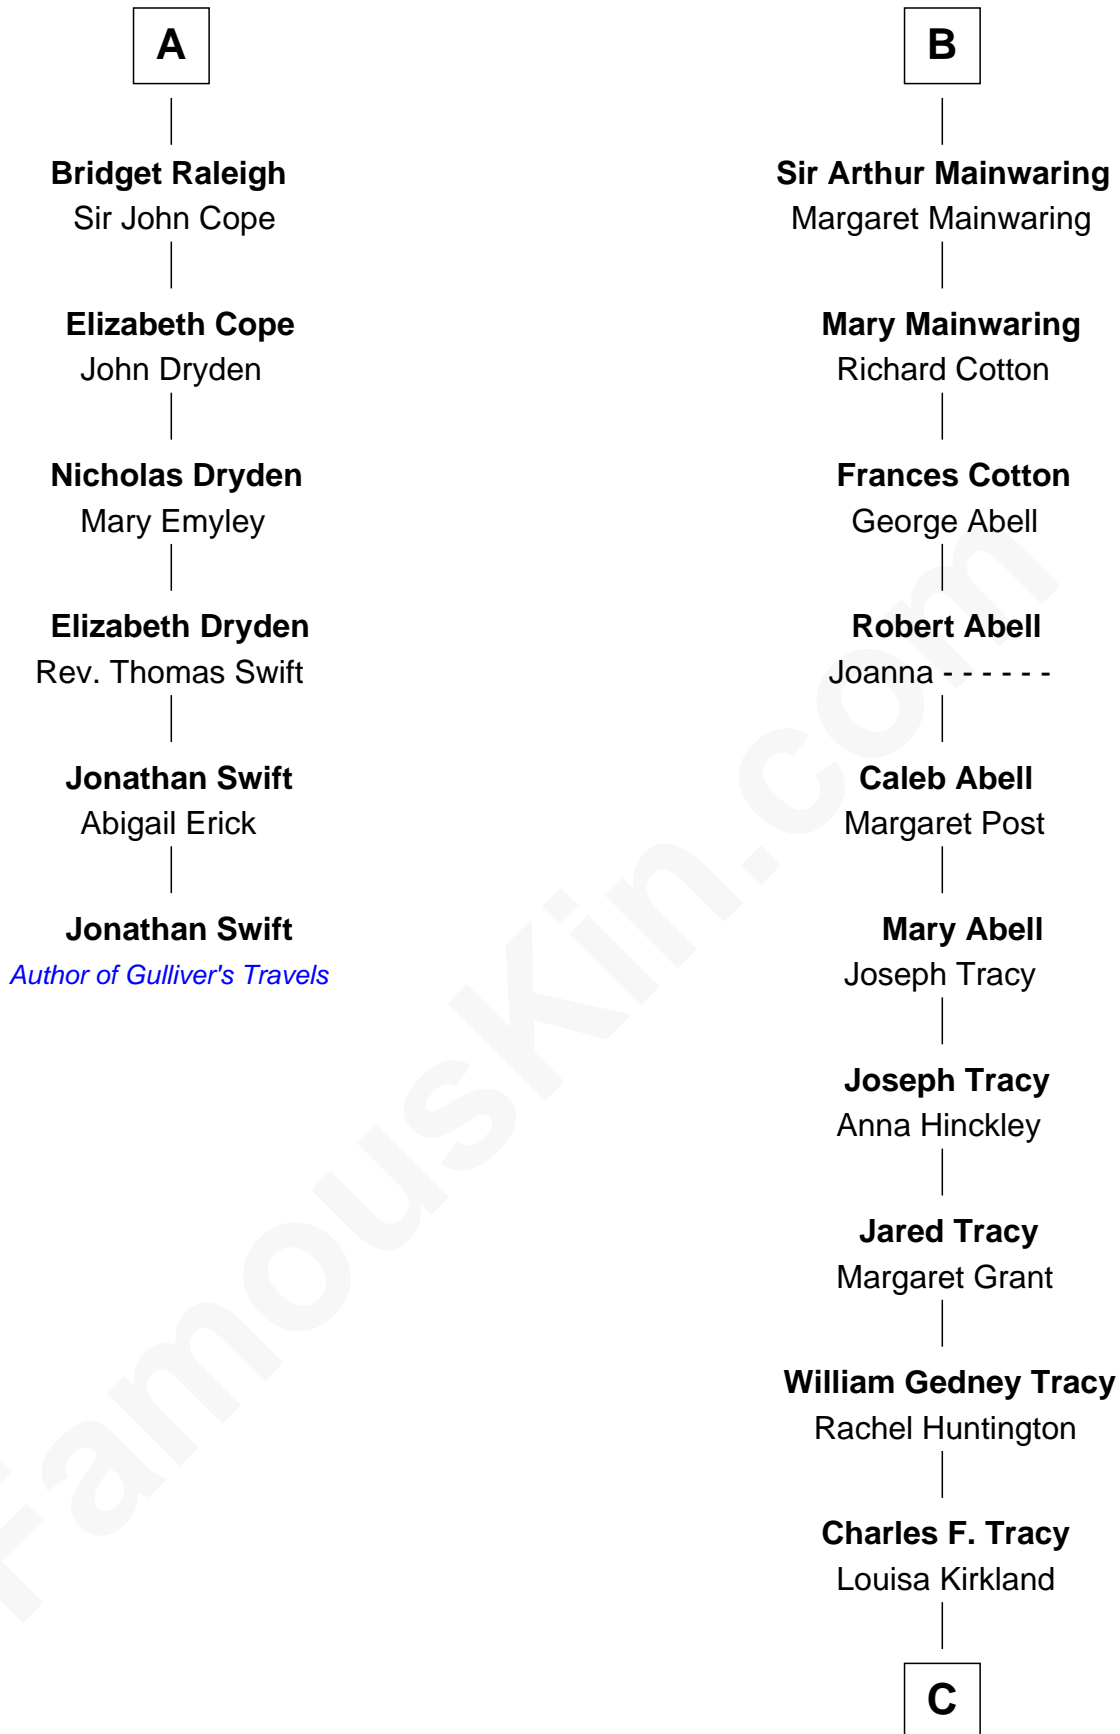 A
Bridget Raleigh
Sir John Cope
Elizabeth Cope
John Dryden
Nicholas Dryden
Mary Emyley
Elizabeth Dryden
Rev. Thomas Swift
Jonathan Swift
Abigail Erick
Jonathan Swift
Author of Gulliver's Travels
B
Sir Arthur Mainwaring
Margaret Mainwaring
Mary Mainwaring
Richard Cotton
Frances Cotton
George Abell
Robert Abell
Joanna - - - - - -
Caleb Abell
Margaret Post
Mary Abell
Joseph Tracy
Joseph Tracy
Anna Hinckley
Jared Tracy
Margaret Grant
William Gedney Tracy
Rachel Huntington
Charles F. Tracy
Louisa Kirkland
C
FamousKin.com